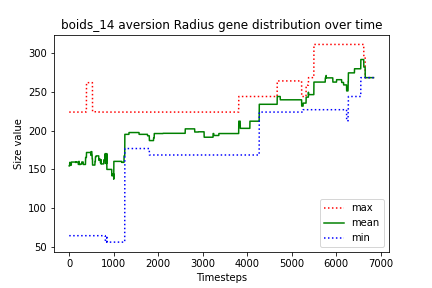 boids_14 aversion Radius gene distribution over time
Size value
300
250
200
150
100
50
0
1000
2000
3000
4000
5000
6000
7000
Timesteps
max
mean
min